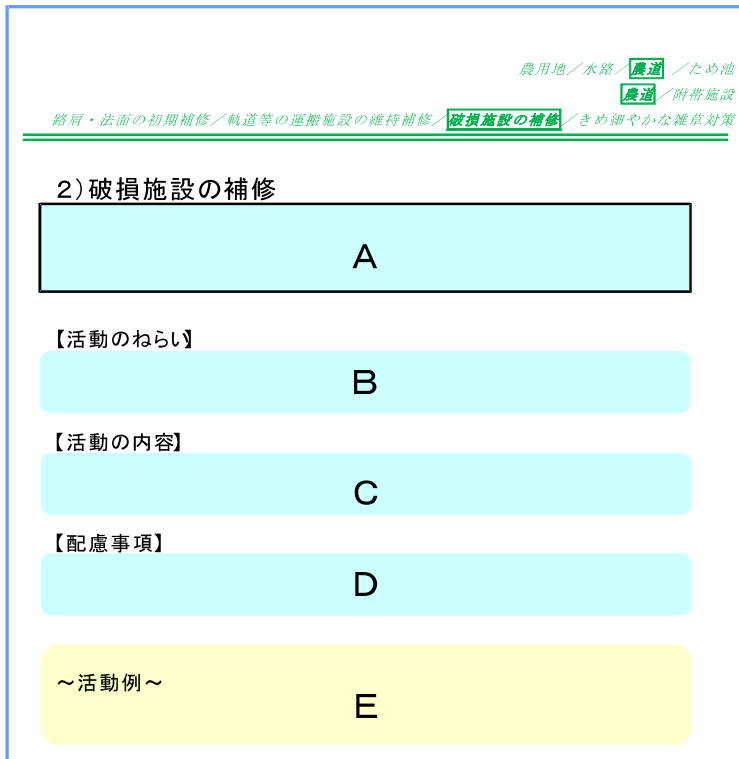 農用地／水路／農道／ため池
農道／附帯施設
路肩・法面の初期補修／軌道等の運搬施設の維持補修／破損施設の補修／きめ細やかな雑草対策
２）破損施設の補修
A
【活動のねらい】
B
【活動の内容】
C
【配慮事項】
D
～活動例～
E